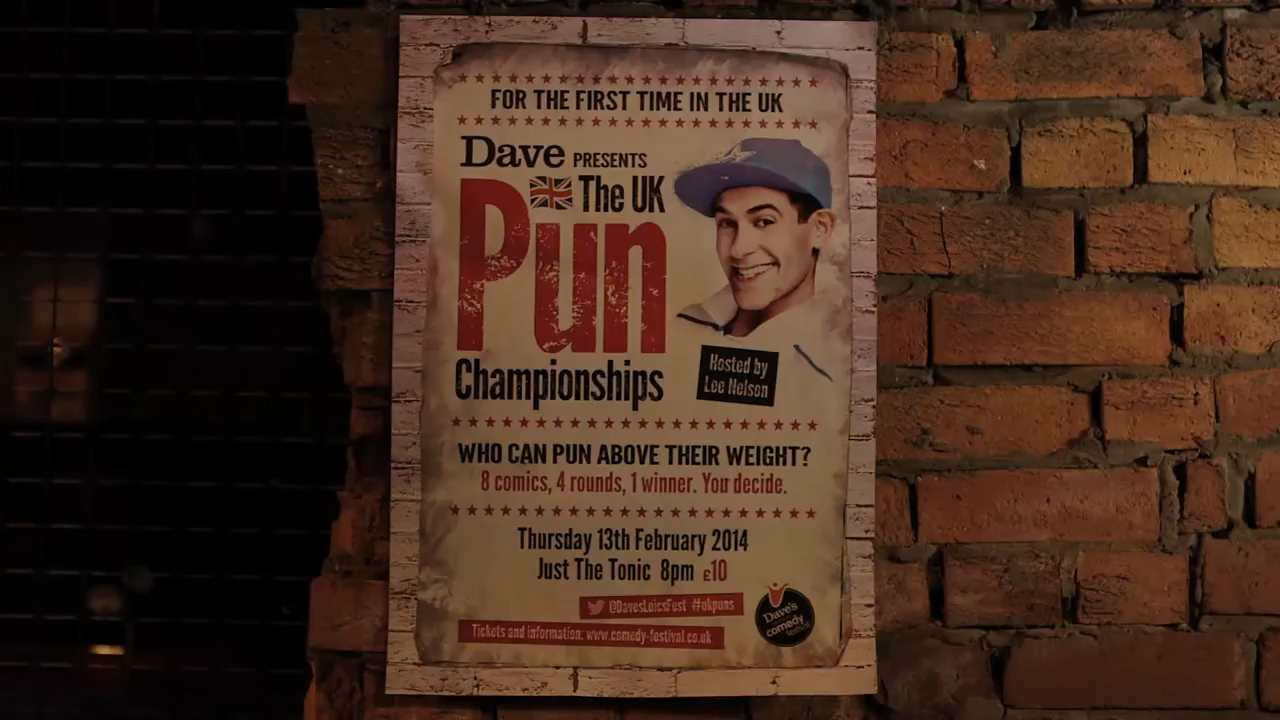 FOR THE FIRST TIME IN THE UK
Dave PRESENTS
The UK
Pun
Championships
Hosted by
Lee Nelson
WHO CAN PUN ABOVE THEIR WEIGHT?
8 comics, 4 rounds, 1 winner. You decide.
Thursday 13th February 2014
Just The Tonic 8pm £10
@DavesLeicsFest #ukpuns
Tickets and information: www.comedy-festival.co.uk
Dave's
comedy
festival